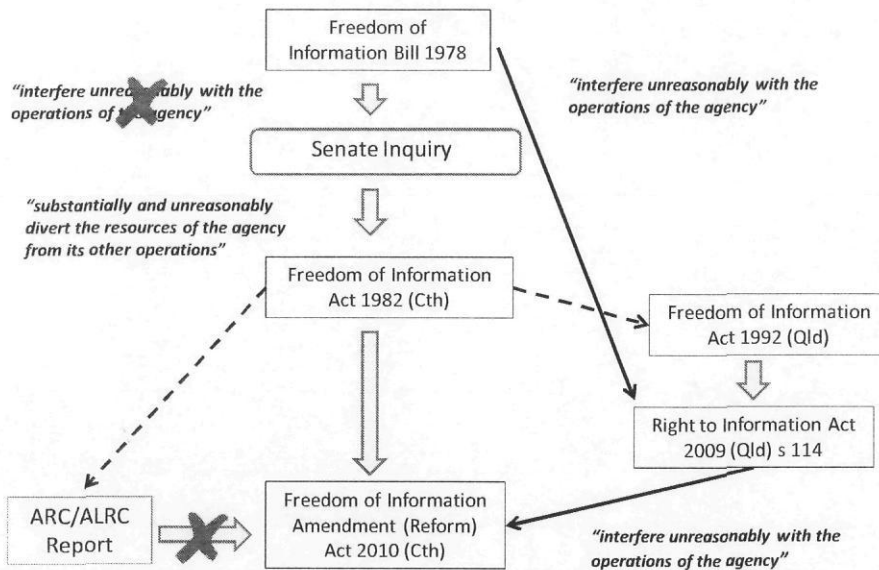 Freedom of
Information Bill 1978
"interfere unreasonably with the
operations of the agency"
"interfere unreasonably with the
operations of the agency"
Senate Inquiry
"substantially and unreasonably
divert the resources of the agency
from its other operations"
Freedom of Information
Act 1982 (Cth)
Freedom of Information
Act 1992 (Qld)
Right to Information Act
2009 (Qld) s 114
ARC/ALRC
Report
Freedom of Information
Amendment (Reform)
Act 2010 (Cth)
"interfere unreasonably with the
operations of the agency"